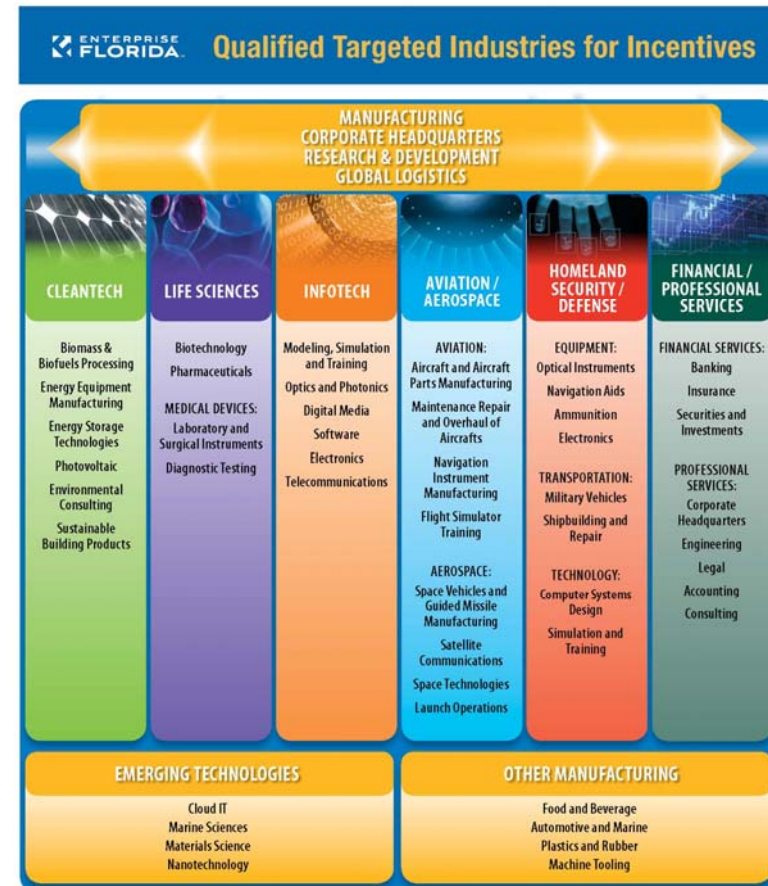 ENTERPRISE
FLORIDA
Qualified Targeted Industries for Incentives
MANUFACTURING
CORPORATE HEADQUARTERS
RESEARCH & DEVELOPMENT
GLOBAL LOGISTICS
CLEANTECH
Biomass &
Biofuels Processing
Energy Equipment
Manufacturing
Energy Storage
Technologies
Photovoltaic
Environmental
Consulting
Sustainable
Building Products
LIFE SCIENCES
Biotechnology
Pharmaceuticals
MEDICAL DEVICES:
Laboratory and
Surgical Instruments
Diagnostic Testing
INFOTECH
Modeling, Simulation
and Training
Optics and Photonics
Digital Media
Software
Electronics
Telecommunications
AVIATION /
AEROSPACE
AVIATION:
Aircraft and Aircraft
Parts Manufacturing
Maintenance Repair
and Overhaul of
Aircrafts
Navigation
Instrument
Manufacturing
Flight Simulator
Training
AEROSPACE:
Space Vehicles and
Guided Missile
Manufacturing
Satellite
Communications
Space Technologies
Launch Operations
HOMELAND
SECURITY /
DEFENSE
EQUIPMENT:
Optical Instruments
Navigation Aids
Ammunition
Electronics
TRANSPORTATION:
Military Vehicles
Shipbuilding and
Repair
TECHNOLOGY:
Computer Systems
Design
Simulation and
Training
FINANCIAL /
PROFESSIONAL
SERVICES
FINANCIAL SERVICES:
Banking
Insurance
Securities and
Investments
PROFESSIONAL
SERVICES:
Corporate
Headquarters
Engineering
Legal
Accounting
Consulting
EMERGING TECHNOLOGIES
Cloud IT
Marine Sciences
Materials Science
Nanotechnology
OTHER MANUFACTURING
Food and Beverage
Automotive and Marine
Plastics and Rubber
Machine Tooling